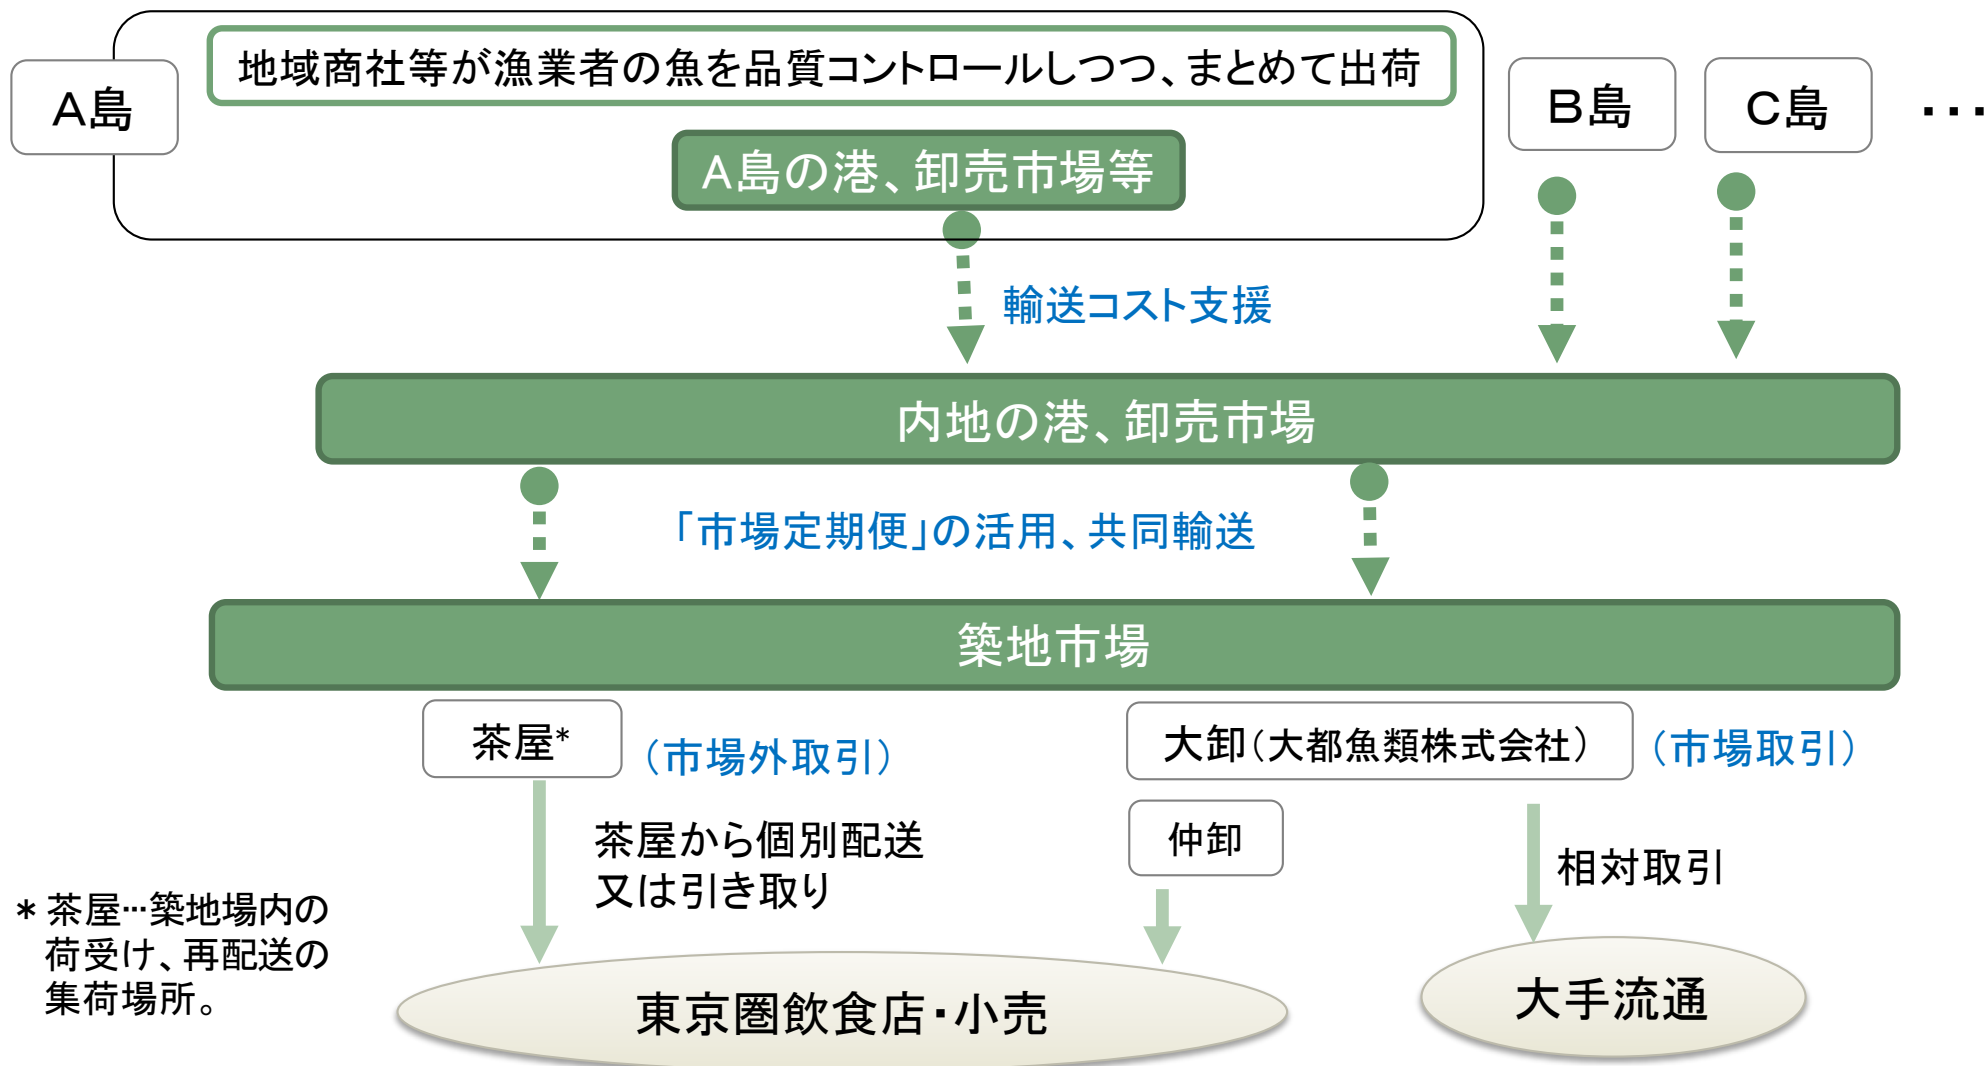 地域商社等が漁業者の魚を品質コントロールしつつ、まとめて出荷
A島
B島
C島
・・・
A島の港、卸売市場等
輸送コスト支援
内地の港、卸売市場
「市場定期便」の活用、共同輸送
築地市場
茶屋*
（市場外取引）
大卸（大都魚類株式会社）
（市場取引）
茶屋から個別配送
又は引き取り
仲卸
相対取引
* 茶屋…築地場内の
荷受け、再配送の
集荷場所。
東京圏飲食店・小売
大手流通